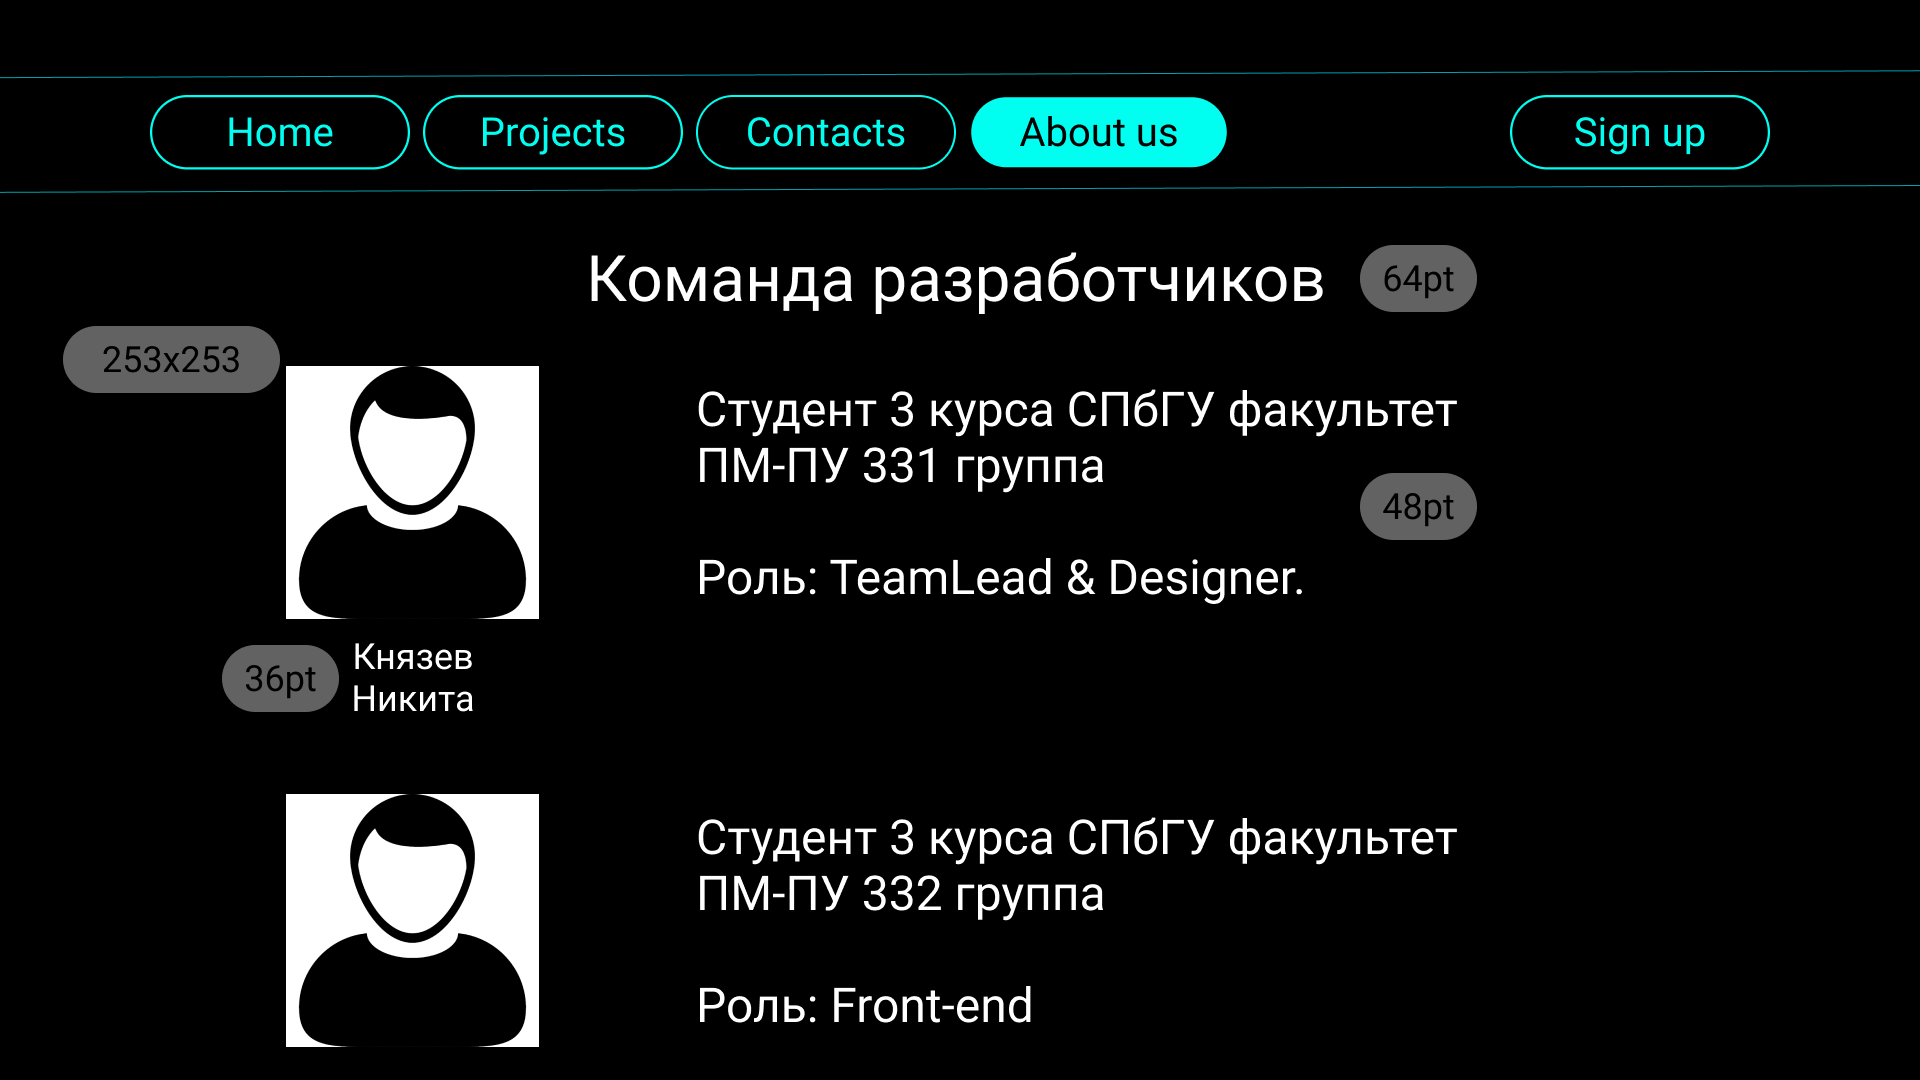 Home
Projects
Contacts
About us
Sign up
Команда разработчиков
64pt
253x253
Студент 3 курса СПбГУ факультет
ПМ-ПУ 331 группа
48pt
Роль: TeamLead & Designer.
36pt
Князев
Никита
Студент 3 курса СПбГУ факультет
ПМ-ПУ 332 группа
Роль: Front-end